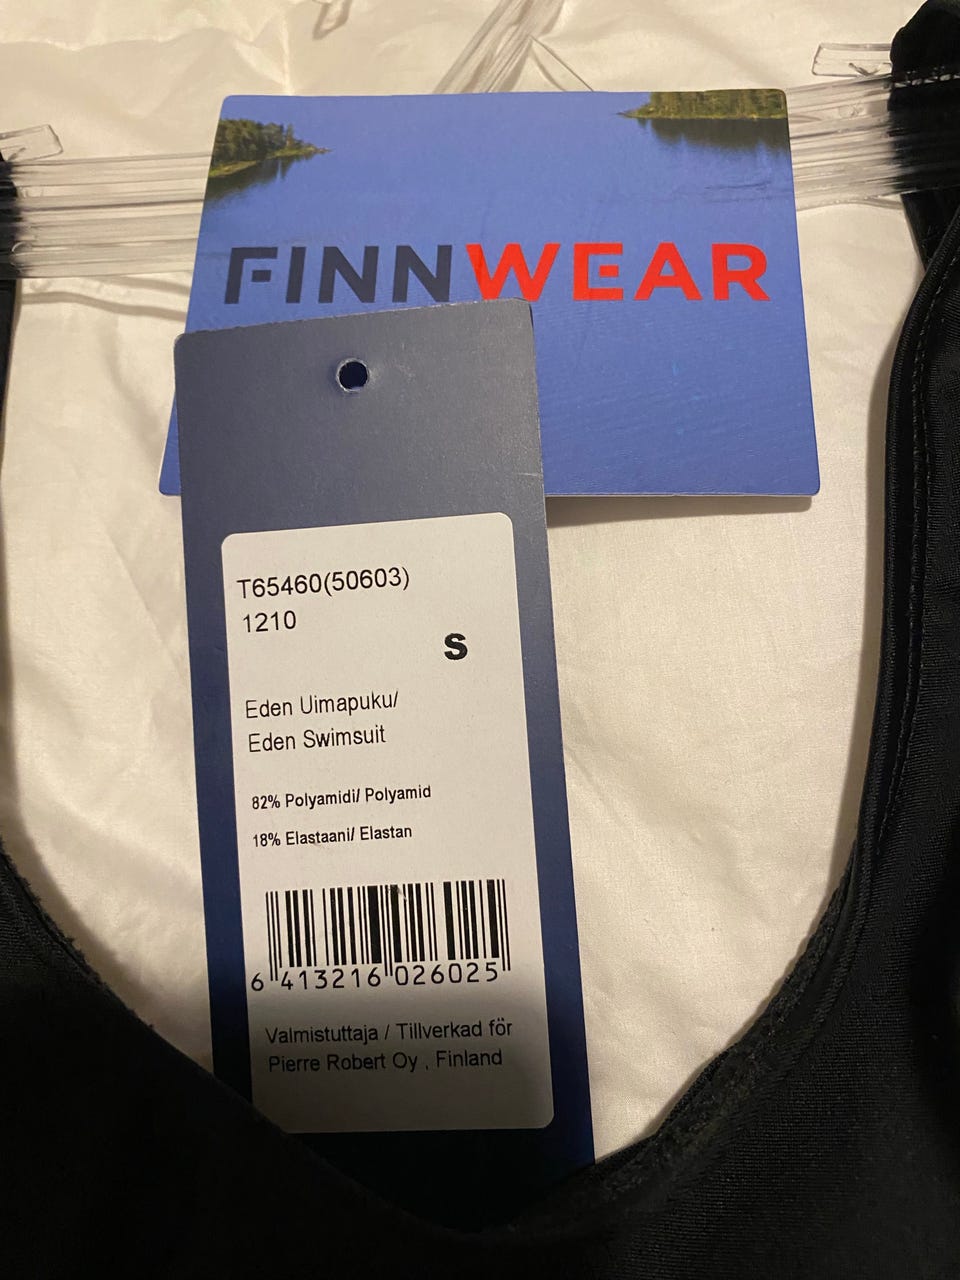 FINNWEAR
T65460(50603)
1210
S
Eden Uimapuku/
Eden Swimsuit
82% Polyamidi/ Polyamid
18% Elastaani/ Elastan
6 413216 026025
Valmistuttaja / Tillverkad för
Pierre Robert Oy , Finland